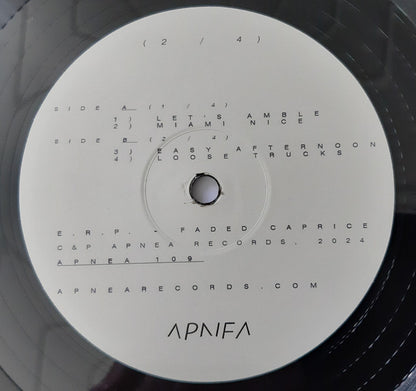 ( 2 / 4 )
SIDE A (1 / 4)
1) LET'S AMBLE
2) MIAMI NICE
SIDE B (2 / 4)
3) EASY AFTERNOON
4) LOOSE TRUCKS
E.R.P. FADED CAPRICE
C&P APNEA RECORDS. 2024
APNEA 109
APNEARECORDS.COM
APNEA